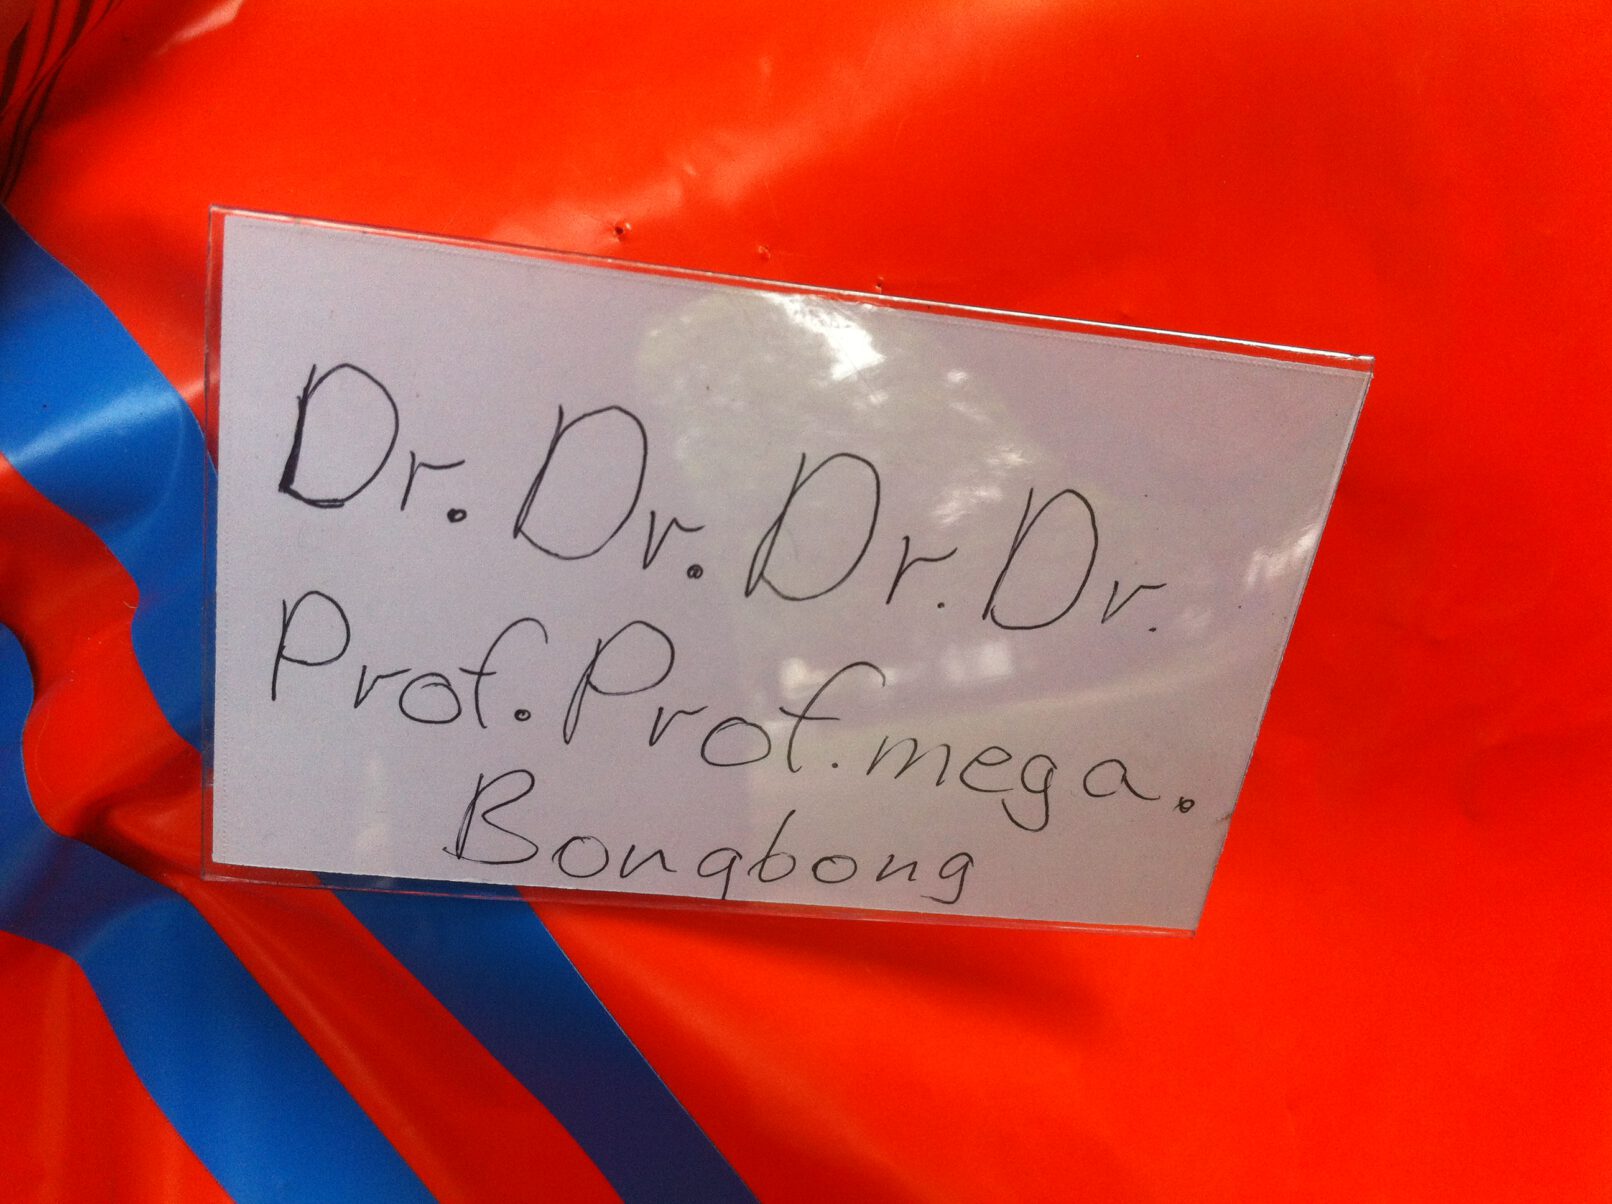 Dr. Dr. Dr. Dr.
Prof. Prof. mega.
Bongbong